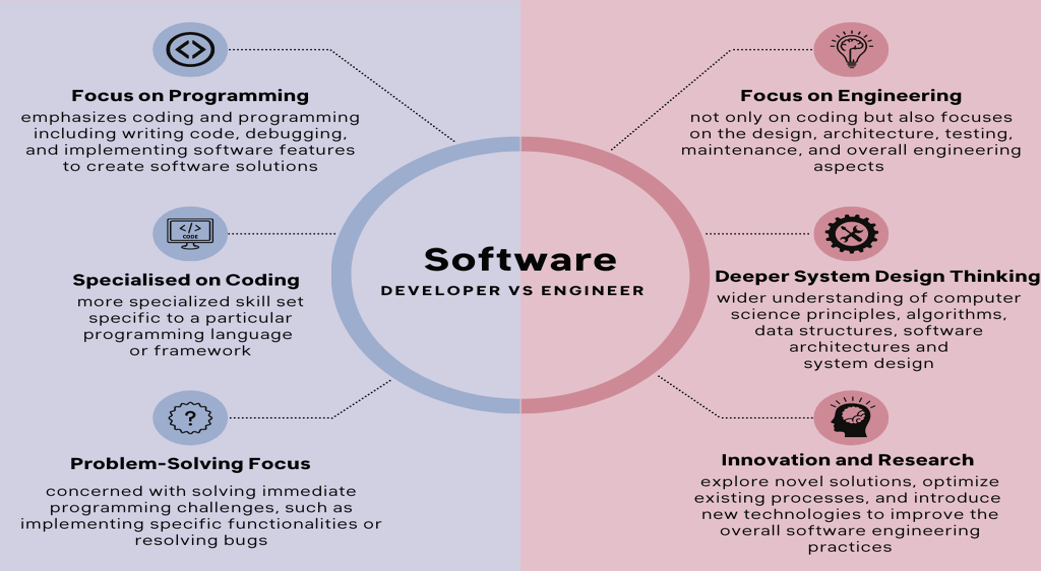 Focus on Programming
emphasizes coding and programming
including writing code, debugging,
and implementing software features
to create software solutions
</> 
CODE
Specialised on Coding
more specialized skill set
specific to a particular
programming language
or framework
?
Problem-Solving Focus
concerned with solving immediate
programming challenges, such as
implementing specific functionalities or
resolving bugs
Software
DEVELOPER VS ENGINEER
Focus on Engineering
not only on coding but also focuses
on the design, architecture, testing,
maintenance, and overall engineering
aspects
Deeper System Design Thinking
wider understanding of computer
science principles, algorithms,
data structures, software
architectures and
system design
Innovation and Research
explore novel solutions, optimize
existing processes, and introduce
new technologies to improve the
overall software engineering
practices